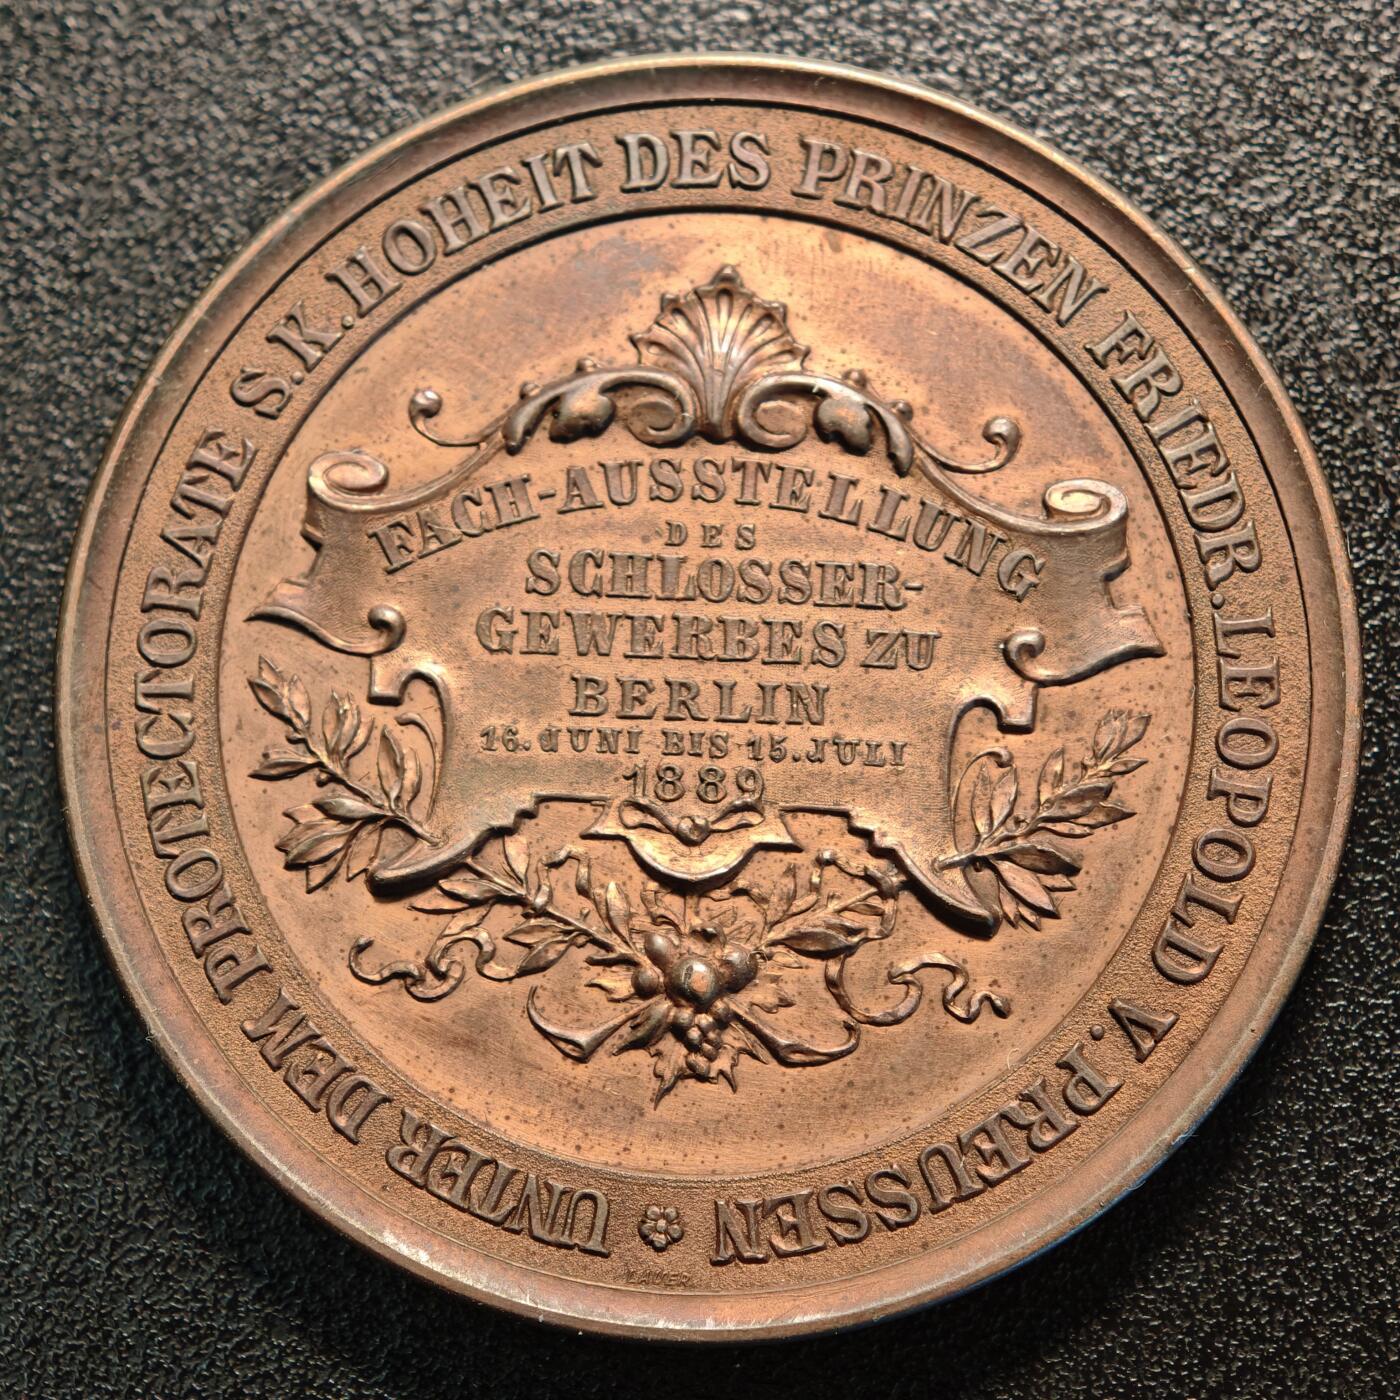 UNTER DEM PROTECTORATE S.K.HOHEIT DES PRINZEN FRIEDR.LEOPOLD V.PREUSSEN
FACH-AUSSTELLUNG
DES
SCHLOSSER-
GEWERBES ZU
BERLIN
16.JUNI BIS 15.JULI
1889
LAUER